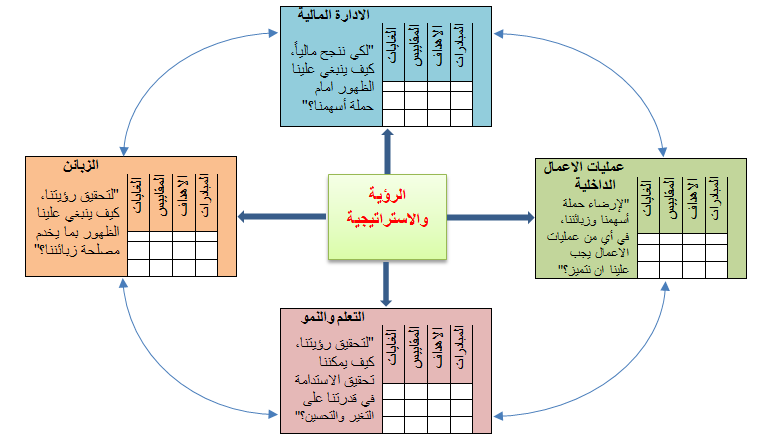 الادارة المالية
"لكي ننجح مالياً،
كيف ينبغي علينا
الظهور امام
حملة أسهمنا؟"
الغايات
المقاييس
الاهداف
المبادرات
عمليات الاعمال
الداخلية
"لإرضاء حملة
أسهمنا وزبائننا،
في أي من عمليات
الاعمال يجب
علينا ان نتميز؟"
الغايات
المقاييس
الاهداف
المبادرات
الرؤية
والاستراتيجية
الزبائن
"لتحقيق رؤيتنا،
كيف ينبغي علينا
الظهور بما يخدم
مصلحة زبائننا؟"
الغايات
المقاييس
الاهداف
المبادرات
التعلم والنمو
"لتحقيق رؤيتنا،
كيف يمكننا
تحقيق الاستدامة
في قدرتنا على
التغير والتحسين؟"
الغايات
المقاييس
الاهداف
المبادرات